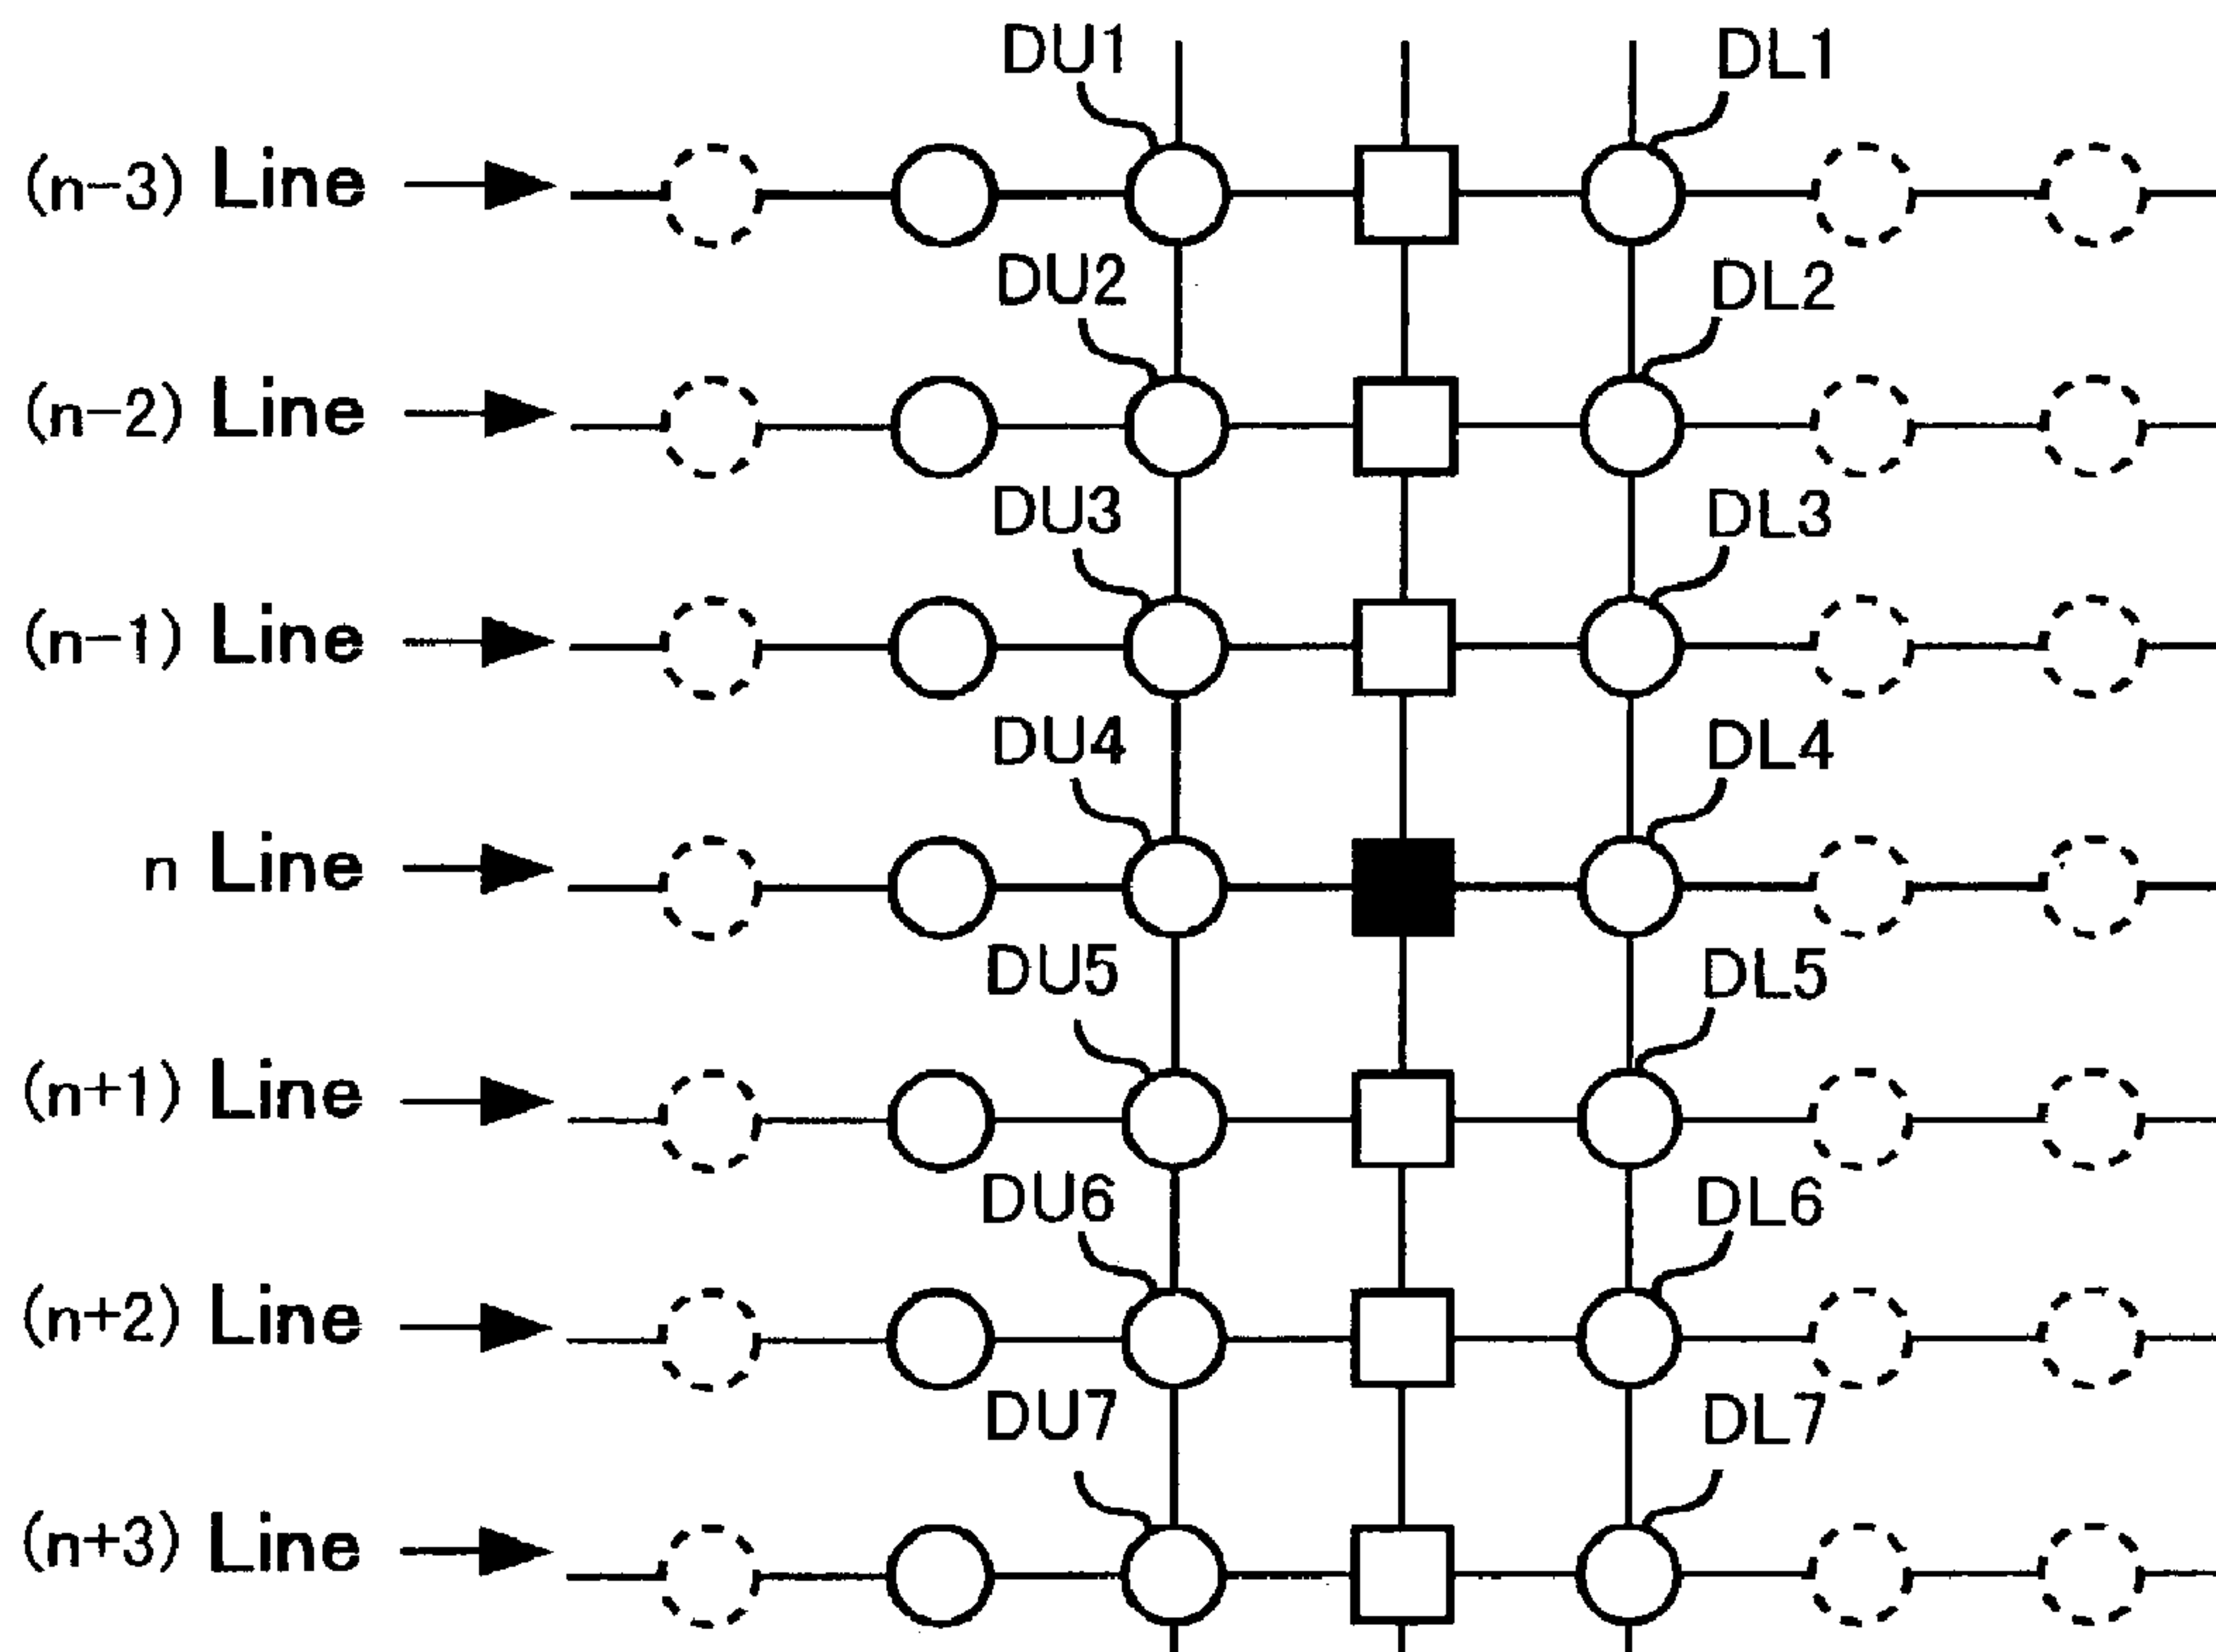 DU1 DL1
(n-3) Line
DU2 DL2
(n-2) Line
DU3 DL3
(n-1) Line
DU4 DL4
n Line
DU5 DL5
(n+1) Line
DU6 DL6
(n+2) Line
DU7 DL7
(n+3) Line